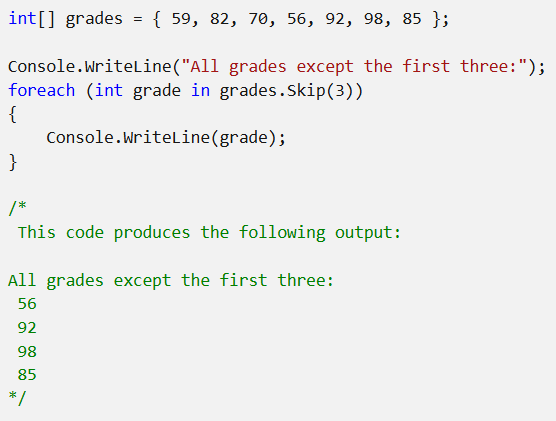 int[] grades = { 59, 82, 70, 56, 92, 98, 85 };

Console.WriteLine("All grades except the first three:");
foreach (int grade in grades.Skip(3))
{
    Console.WriteLine(grade);
}

/*
 This code produces the following output:

All grades except the first three:
 56
 92
 98
 85
*/